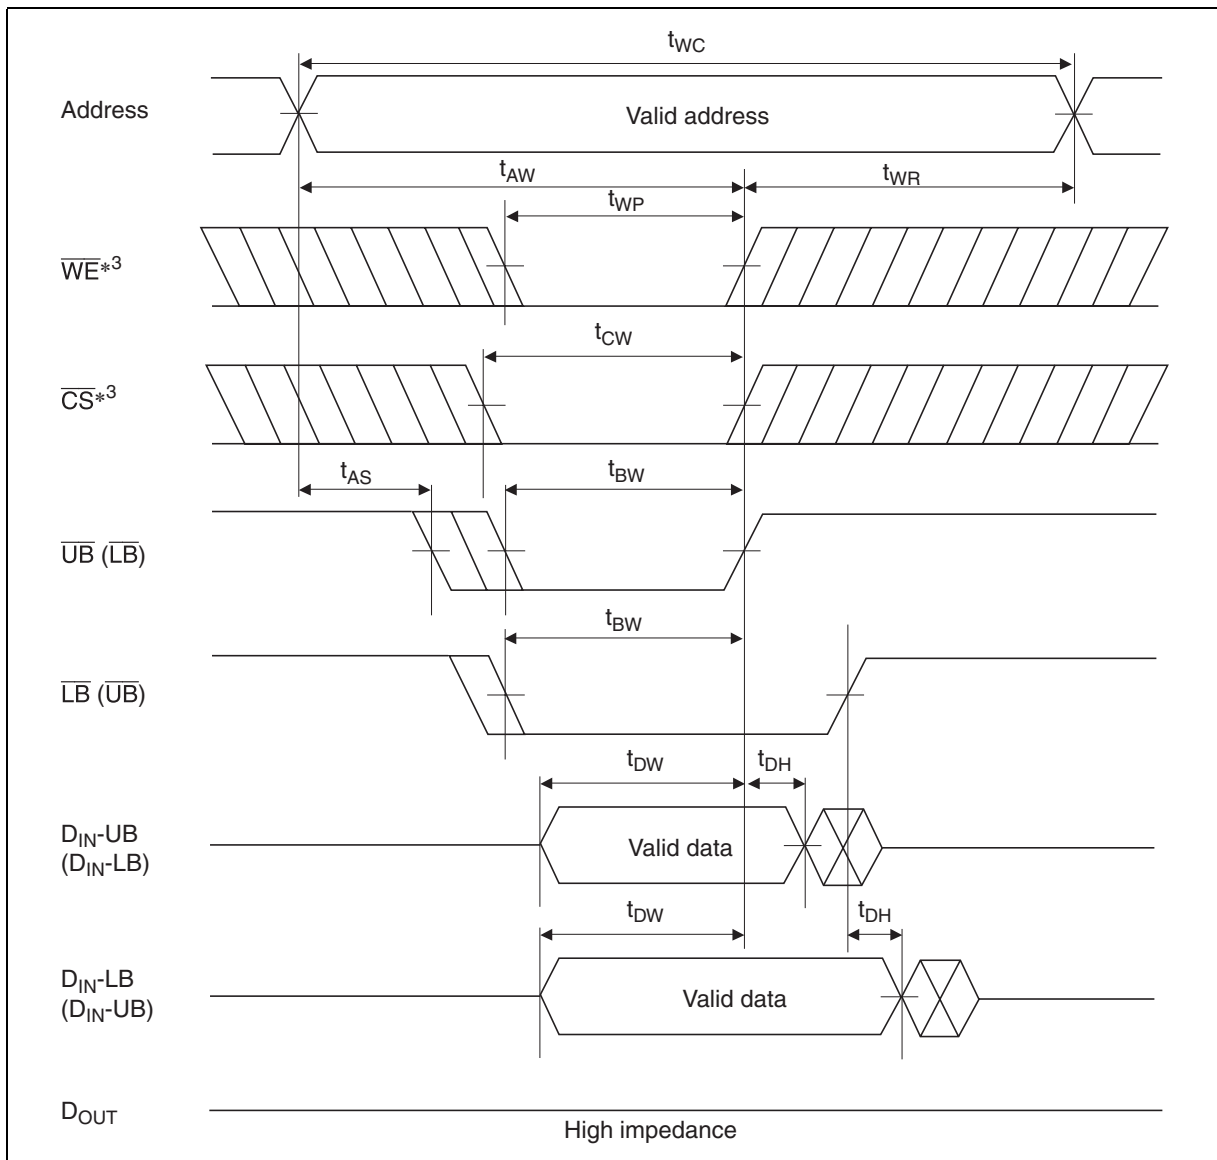 tWC
Address
Valid address
tAW
tWR
tWP
WE*3
tCW
CS*3
tAS
tBW
UB (LB)
tBW
LB (UB)
tDW
tDH
DIN-UB
(DIN-LB)
Valid data
tDW
tDH
DIN-LB
(DIN-UB)
Valid data
DOUT
High impedance